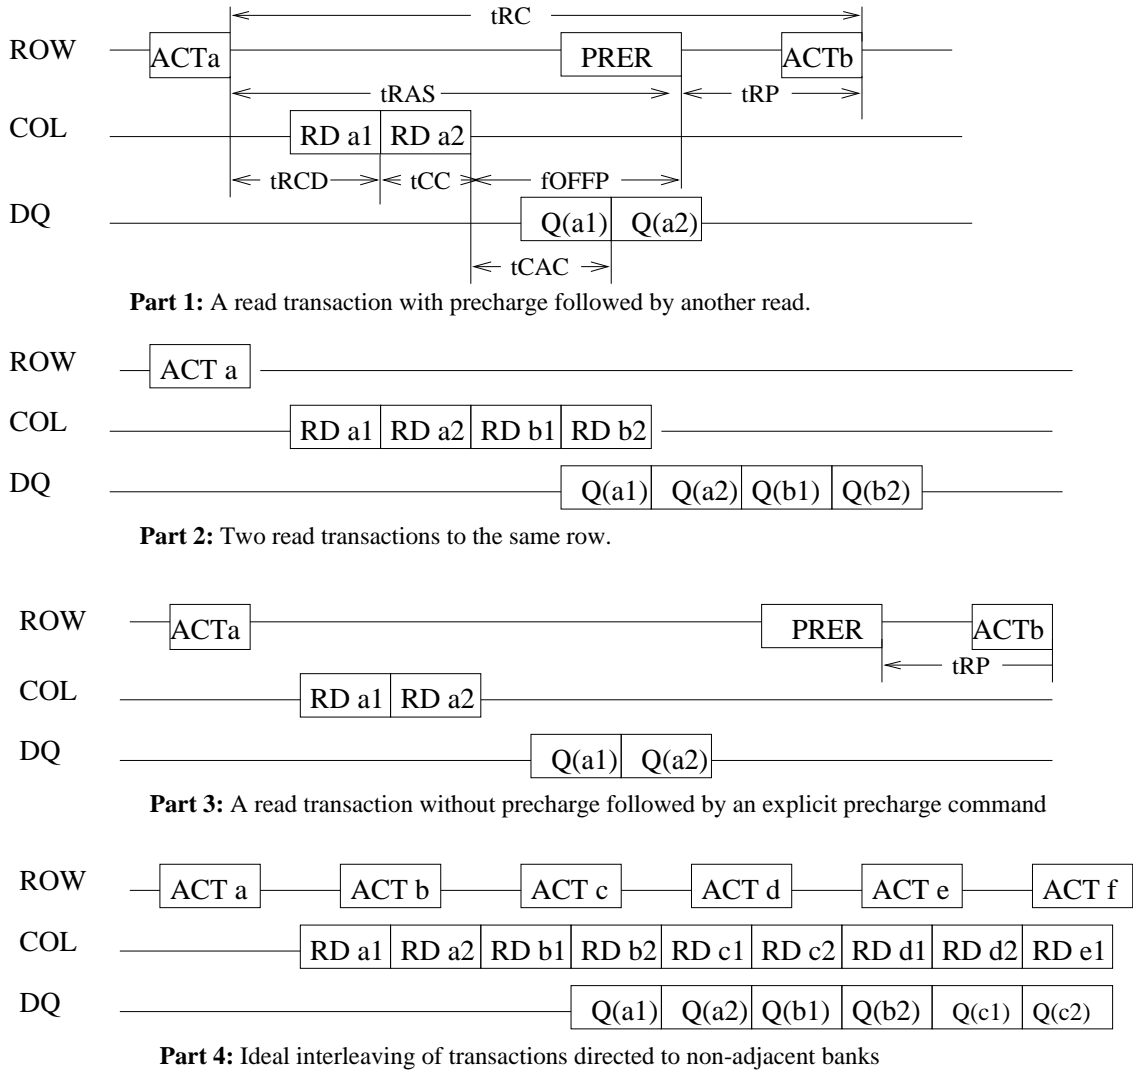 tRC
ROW ACTa PRER ACTb
tRAS tRP
COL RD a1 RD a2
tRCD tCC fOFFP
DQ Q(a1) Q(a2)
tCAC
Part 1: A read transaction with precharge followed by another read.
ROW ACT a
COL RD a1 RD a2 RD b1 RD b2
DQ Q(a1) Q(a2) Q(b1) Q(b2)
Part 2: Two read transactions to the same row.
ROW ACTa PRER ACTb
tRP
COL RD a1 RD a2
DQ Q(a1) Q(a2)
Part 3: A read transaction without precharge followed by an explicit precharge command
ROW ACT a ACT b ACT c ACT d ACT e ACT f
COL RD a1 RD a2 RD b1 RD b2 RD c1 RD c2 RD d1 RD d2 RD e1
DQ Q(a1) Q(a2) Q(b1) Q(b2) Q(c1) Q(c2)
Part 4: Ideal interleaving of transactions directed to non-adjacent banks